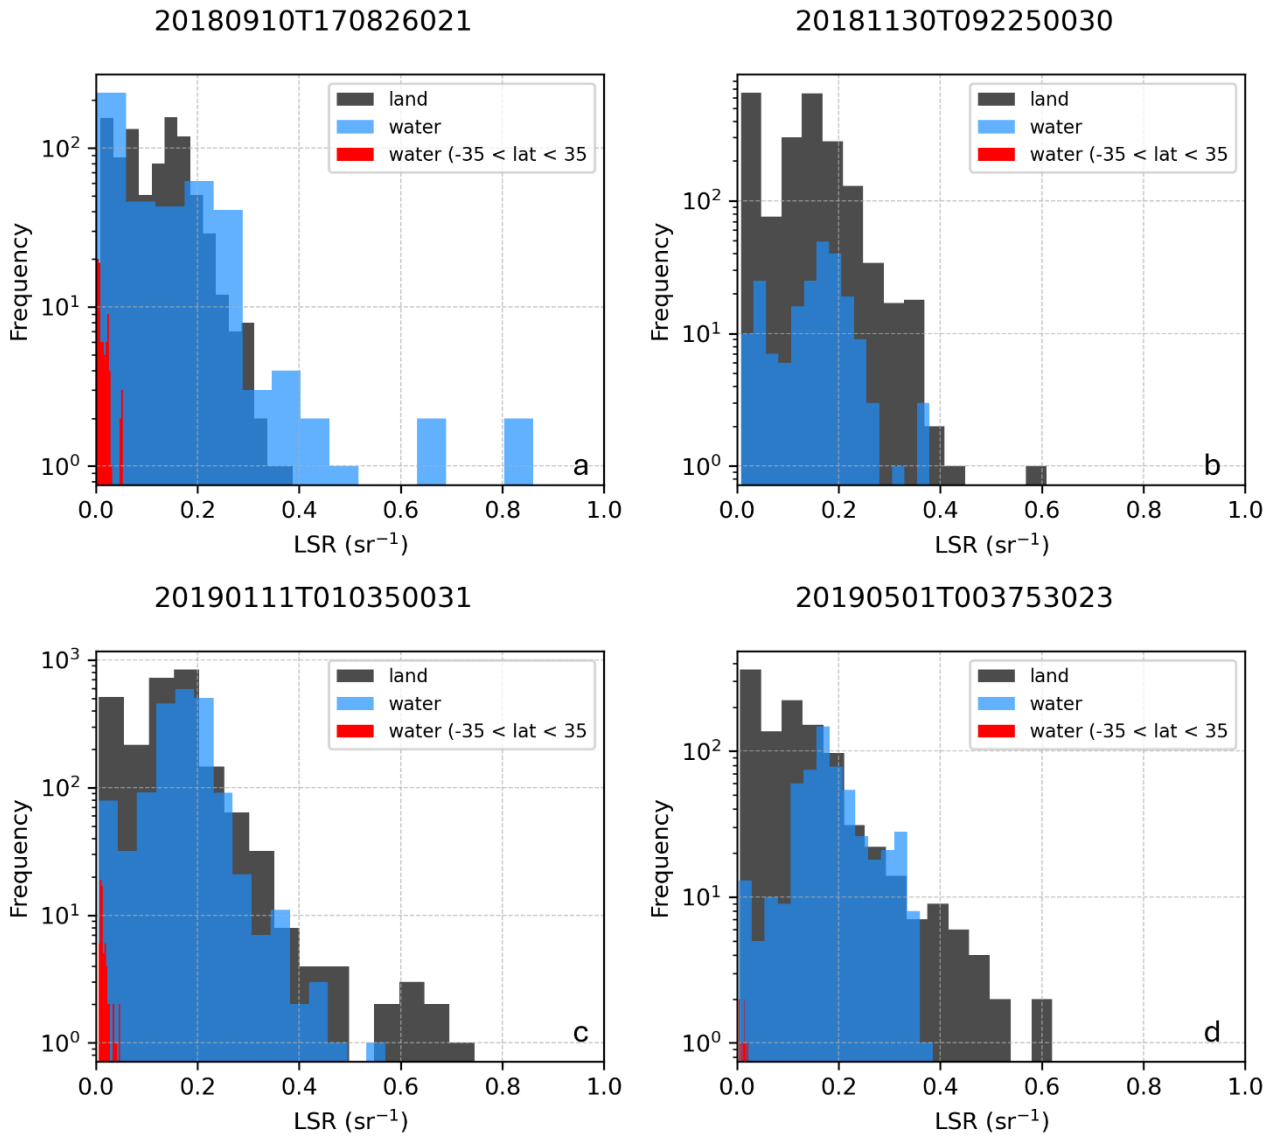 20180910T170826021
20181130T092250030
land
water
water (-35 < lat < 35
land
water
water (-35 < lat < 35
10²
10¹
10⁰
Frequency
a
0.0 0.2 0.4 0.6 0.8 1.0
LSR (sr⁻¹)
10²
10¹
10⁰
Frequency
b
0.0 0.2 0.4 0.6 0.8 1.0
LSR (sr⁻¹)
20190111T010350031
20190501T003753023
land
water
water (-35 < lat < 35
land
water
water (-35 < lat < 35
10³
10²
10¹
10⁰
Frequency
c
0.0 0.2 0.4 0.6 0.8 1.0
LSR (sr⁻¹)
10²
10¹
10⁰
Frequency
d
0.0 0.2 0.4 0.6 0.8 1.0
LSR (sr⁻¹)